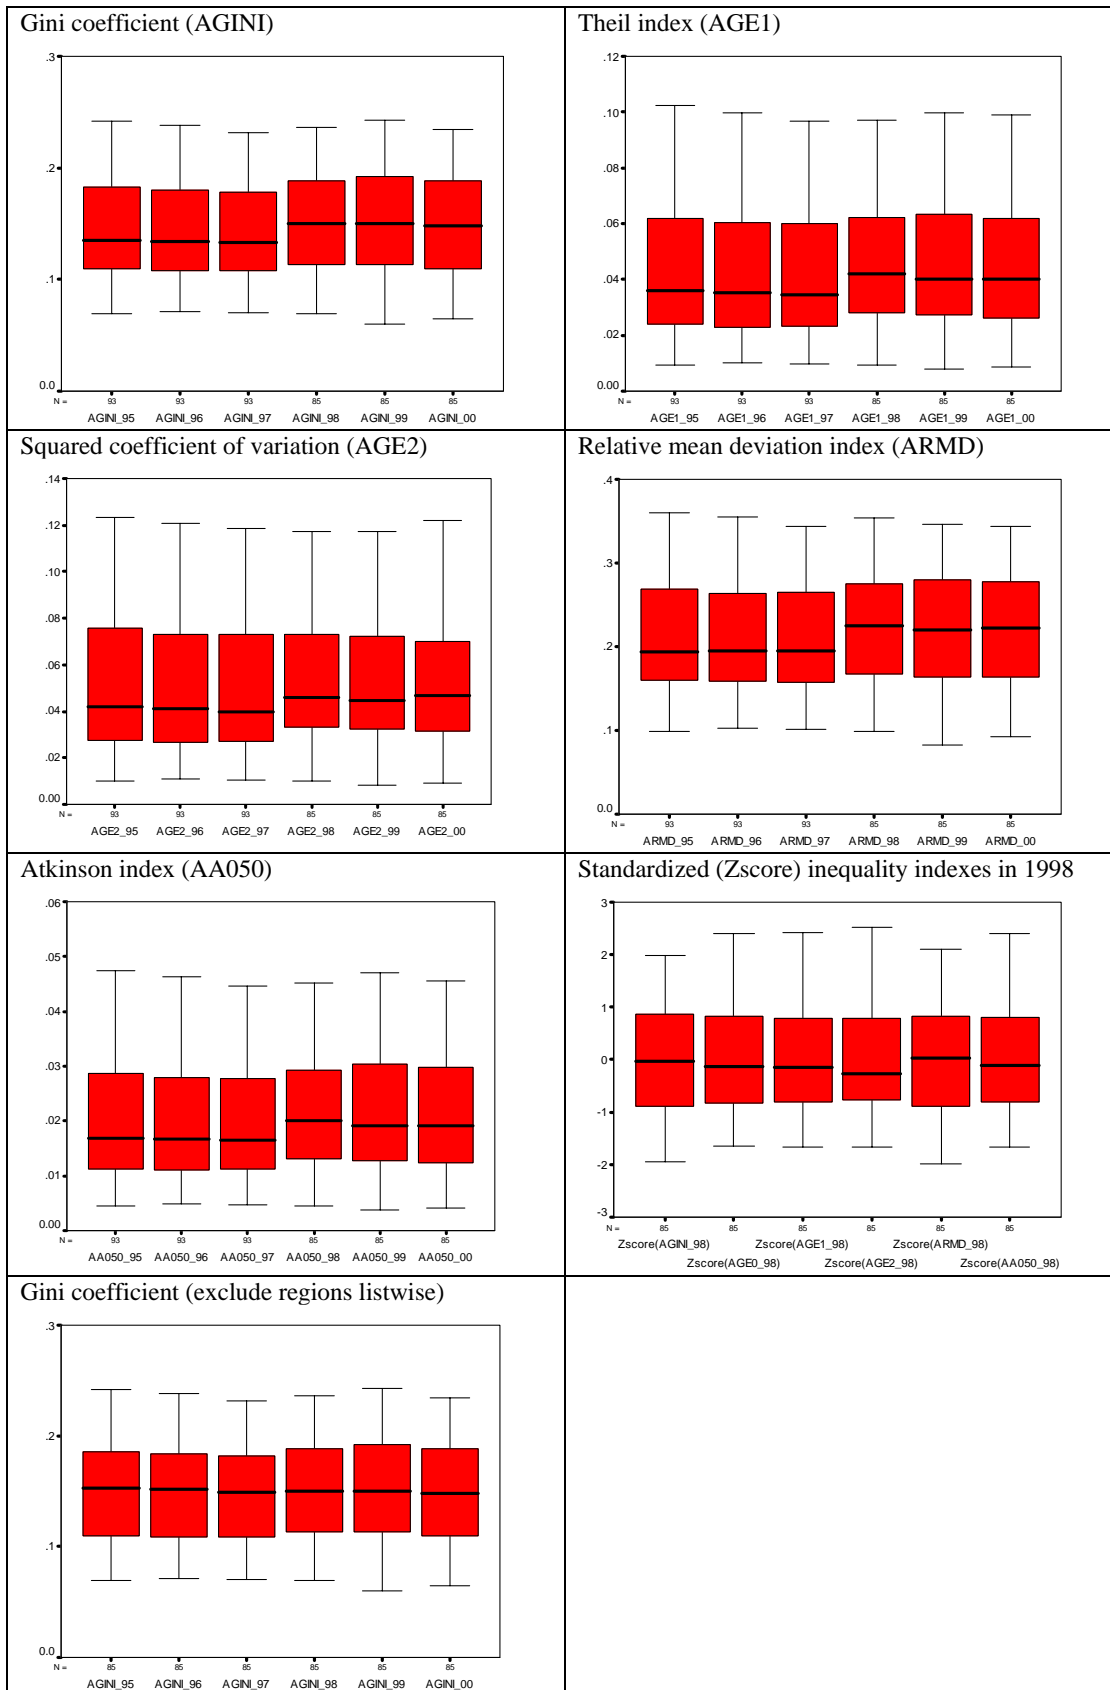 Gini coefficient (AGINI)
.3
.2
.1
0.0
N = 93 93 93 85 85 85
AGINI_95 AGINI_96 AGINI_97 AGINI_98 AGINI_99 AGINI_00
Theil index (AGE1)
.12
.10
.08
.06
.04
.02
0.00
N = 93 93 93 85 85 85
AGE1_95 AGE1_96 AGE1_97 AGE1_98 AGE1_99 AGE1_00
Squared coefficient of variation (AGE2)
.14
.12
.10
.08
.06
.04
.02
0.00
N = 93 93 93 85 85 85
AGE2_95 AGE2_96 AGE2_97 AGE2_98 AGE2_99 AGE2_00
Relative mean deviation index (ARMD)
.4
.3
.2
.1
0.0
N = 93 93 93 85 85 85
ARMD_95 ARMD_96 ARMD_97 ARMD_98 ARMD_99 ARMD_00
Atkinson index (AA050)
.06
.05
.04
.03
.02
.01
0.00
N = 93 93 93 85 85 85
AA050_95 AA050_96 AA050_97 AA050_98 AA050_99 AA050_00
Standardized (Zscore) inequality indexes in 1998
3
2
1
0
-1
-2
-3
N = 85 85 85 85 85 85
Zscore(AGINI_98) Zscore(AGE1_98) Zscore(ARMD_98)
Zscore(AGE0_98) Zscore(AGE2_98) Zscore(AA050_98)
Gini coefficient (exclude regions listwise)
.3
.2
.1
0.0
N = 85 85 85 85 85 85
AGINI_95 AGINI_96 AGINI_97 AGINI_98 AGINI_99 AGINI_00